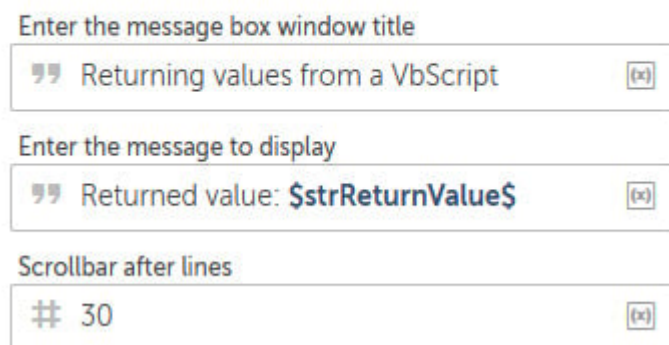 Enter the message box window title
" Returning values from a VbScript (x)
Enter the message to display
" Returned value: $strReturnValue$ (x)
Scrollbar after lines
# 30 (x)